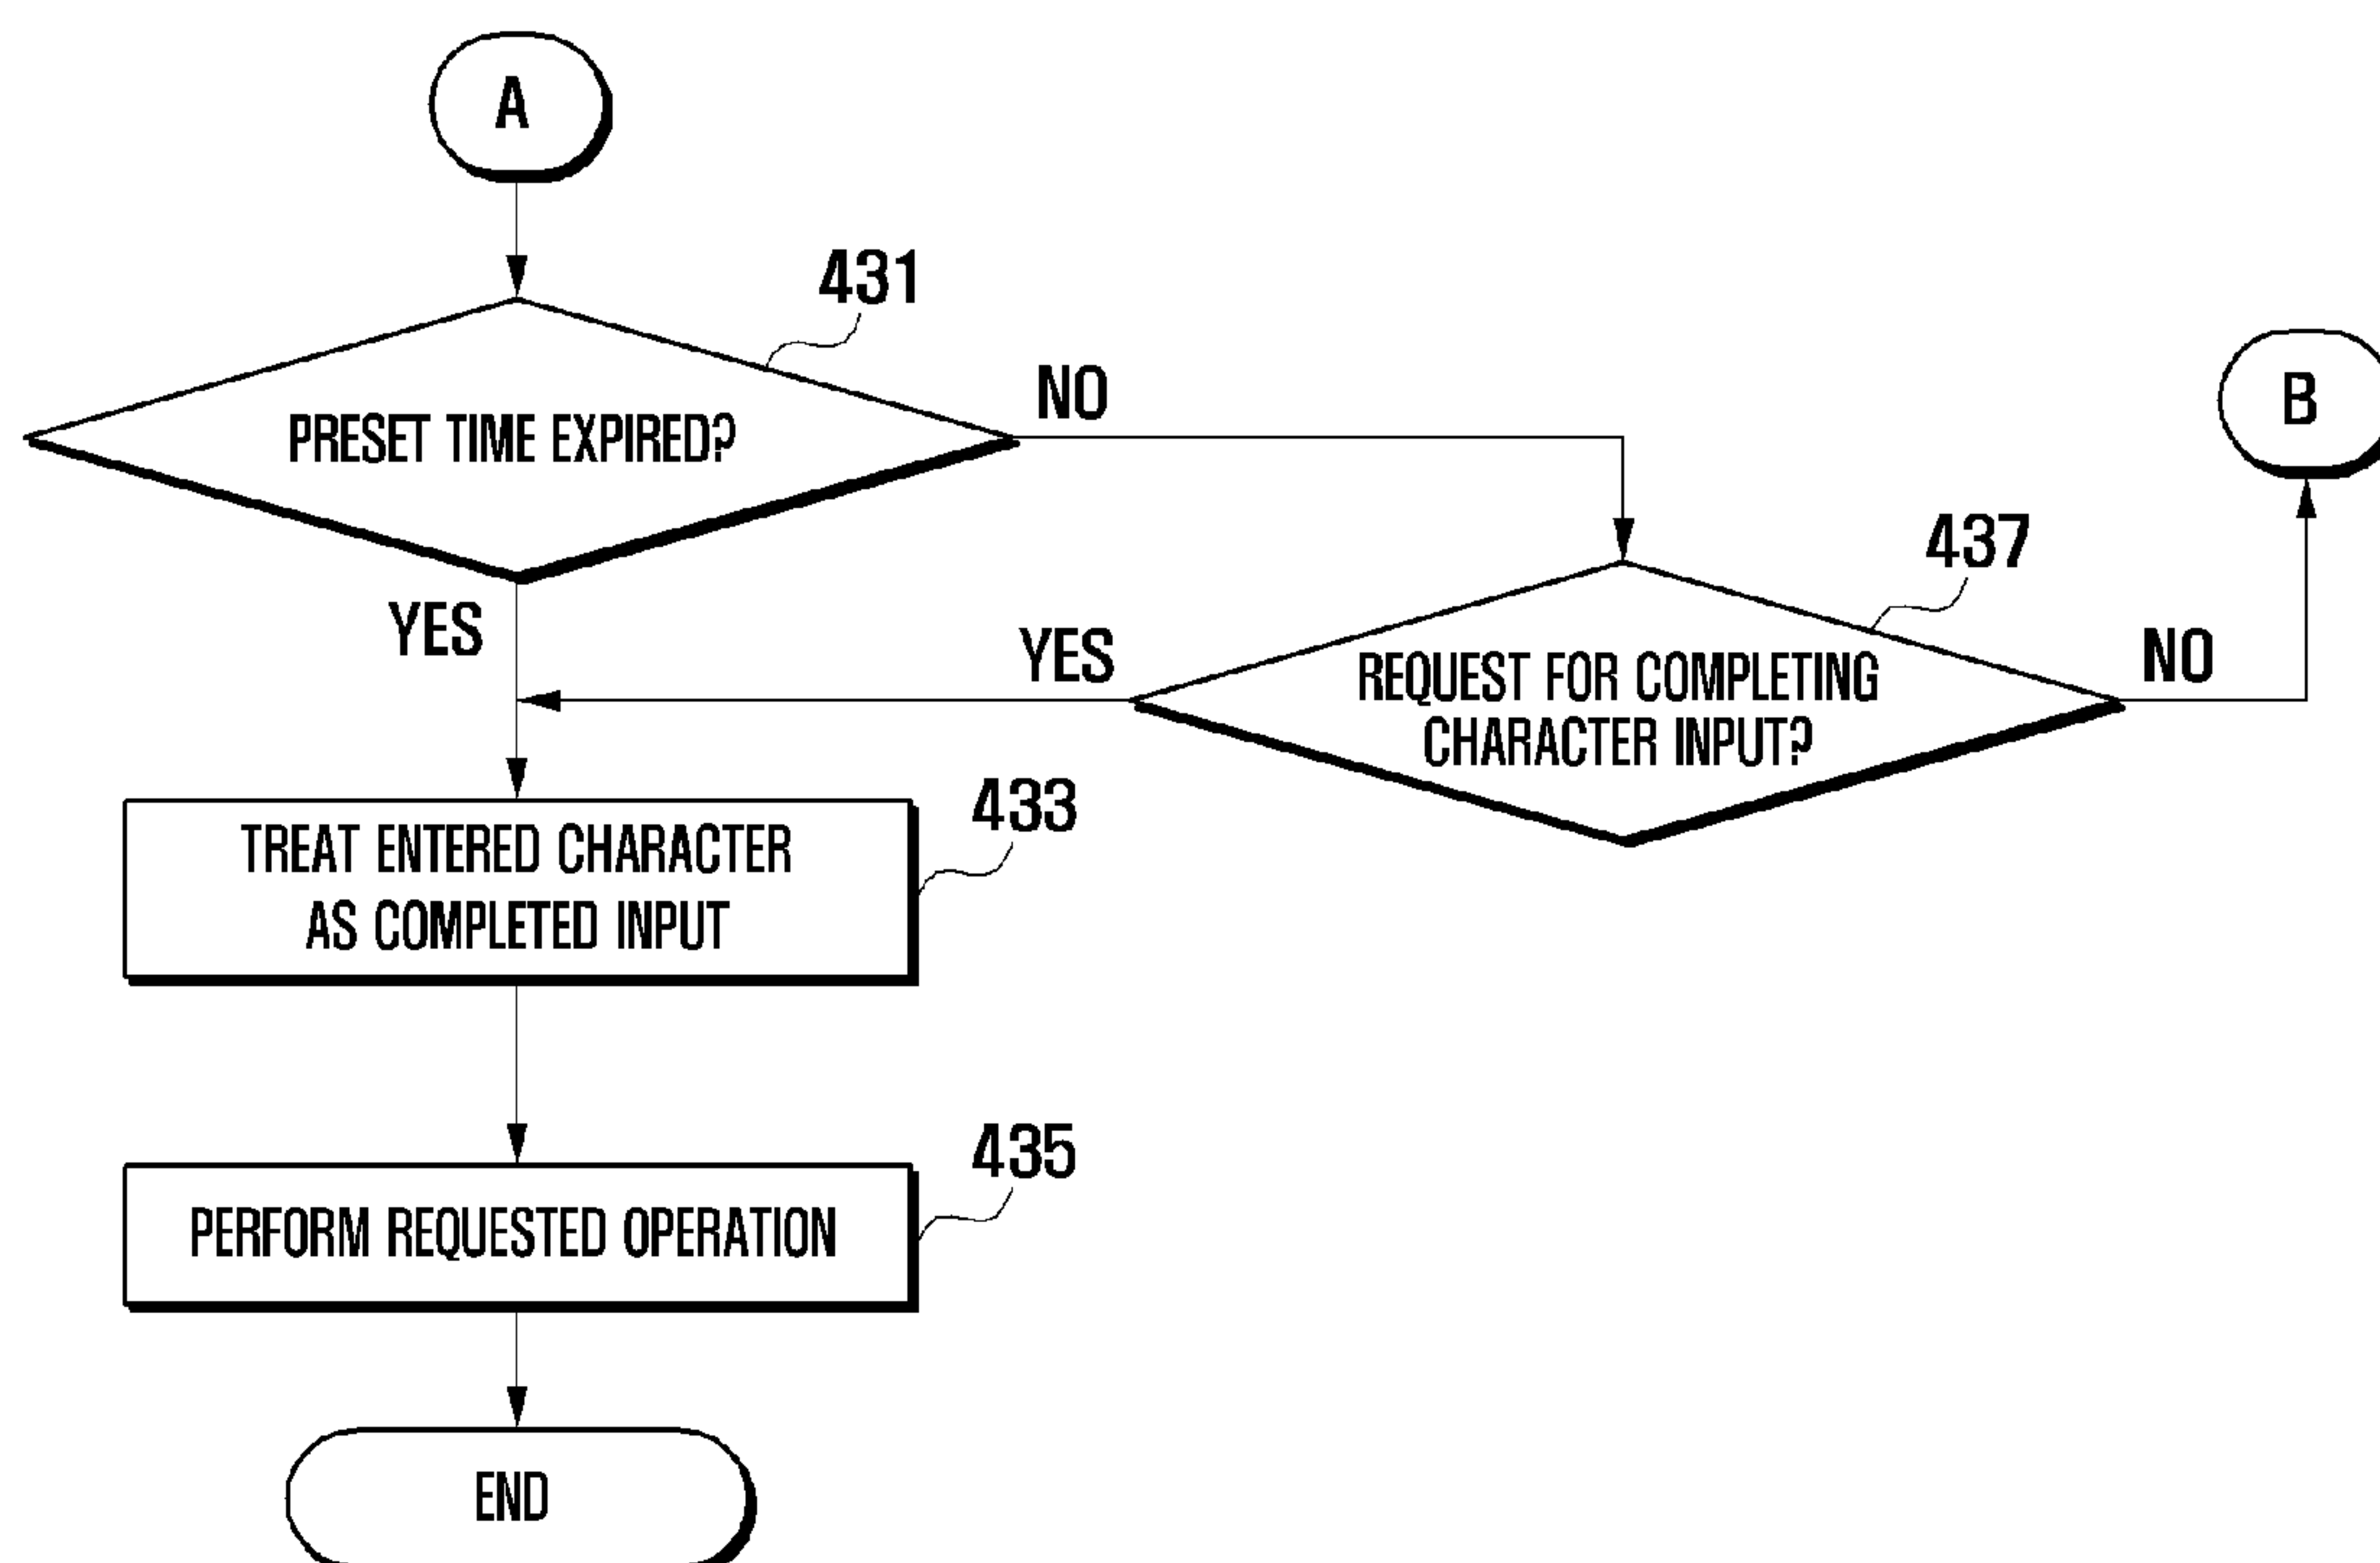 A
431
PRESET TIME EXPIRED?
NO
B
YES
437
YES
REQUEST FOR COMPLETING
CHARACTER INPUT?
NO
433
TREAT ENTERED CHARACTER
AS COMPLETED INPUT
435
PERFORM REQUESTED OPERATION
END